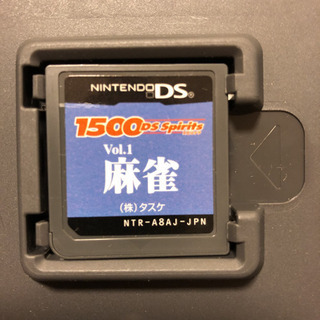 NINTENDO DS
1500 DS Spirits
Vol.1
麻雀
(株)タスケ
NTR-A8AJ-JPN